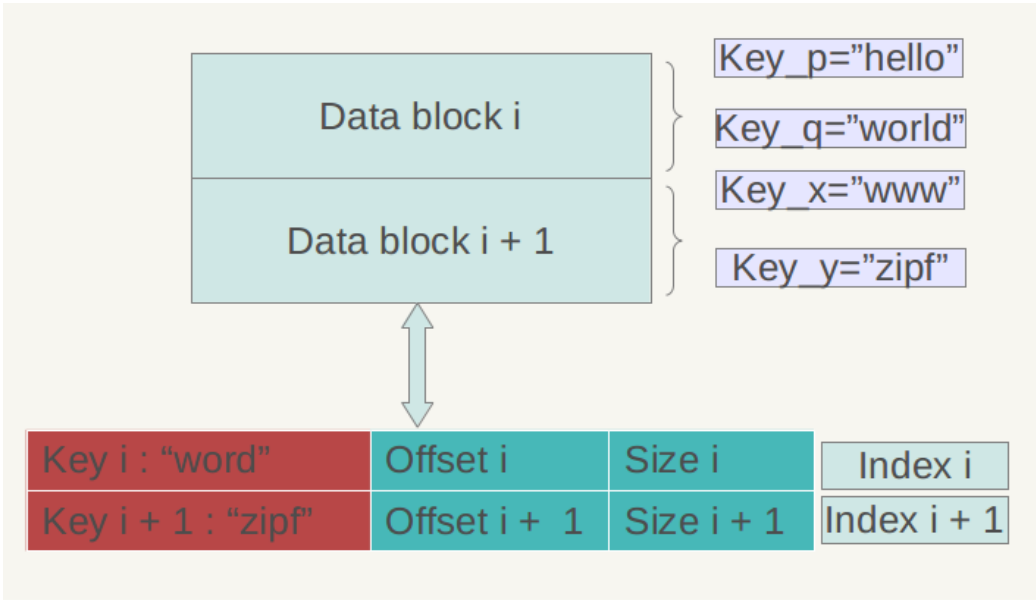 Key_p=”hello”
Data block i
Key_q=”world”
Key_x=”www”
Data block i + 1
Key_y=”zipf”
Key i : “word” Offset i Size i Index i
Key i + 1 : “zipf” Offset i + 1 Size i + 1 Index i + 1